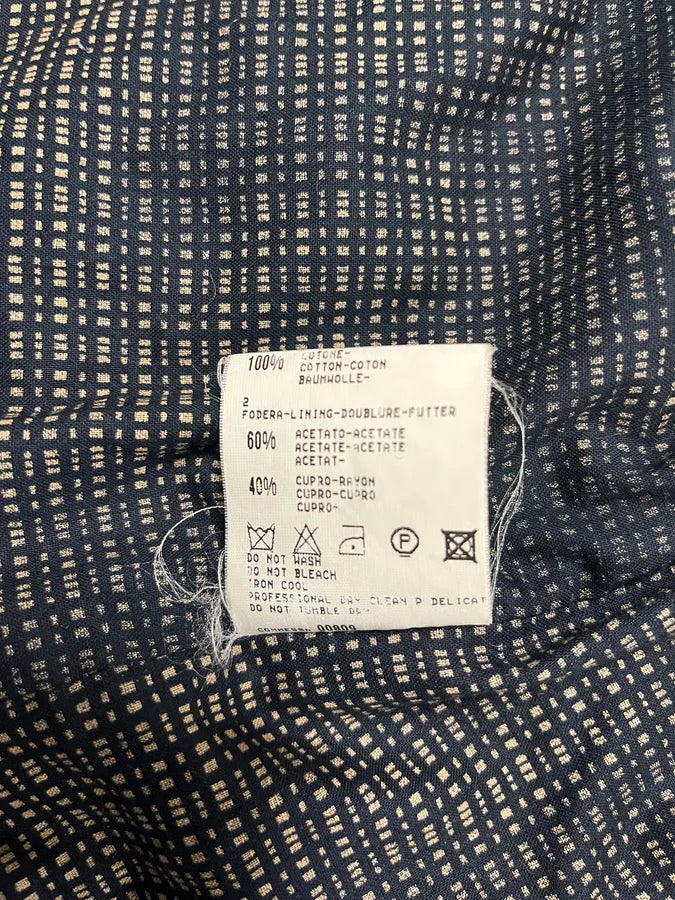 100% COTONE-
COTTON-COTON
BAUMWOLLE-
2
FODERA-LINING-DOUBLURE-FUTTER
60% ACETATO-ACETATE
ACETATE-ACETATE
ACETAT-
40% CUPRO-RAYON
CUPRO-CUPRO
CUPRO-
P
DO NOT WASH
DO NOT BLEACH
IRON COOL
PROFESSIONAL DRY CLEAN P DELICAT
DO NOT TUMBLE DRY
COMMESSA 00809